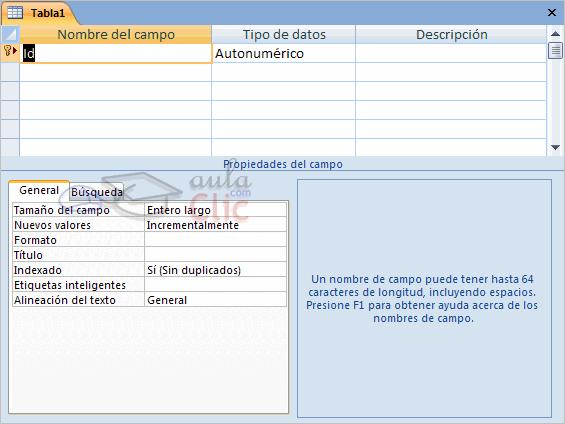 Tabla1
Nombre del campo Tipo de datos Descripción
Id Autonumérico
Propiedades del campo
General Búsqueda
aula
.com
Clic
Tamaño del campo Entero largo
Nuevos valores Incrementalmente
Formato
Título
Indexado Sí (Sin duplicados)
Etiquetas inteligentes
Alineación del texto General
Un nombre de campo puede tener hasta 64
caracteres de longitud, incluyendo espacios.
Presione F1 para obtener ayuda acerca de los
nombres de campo.